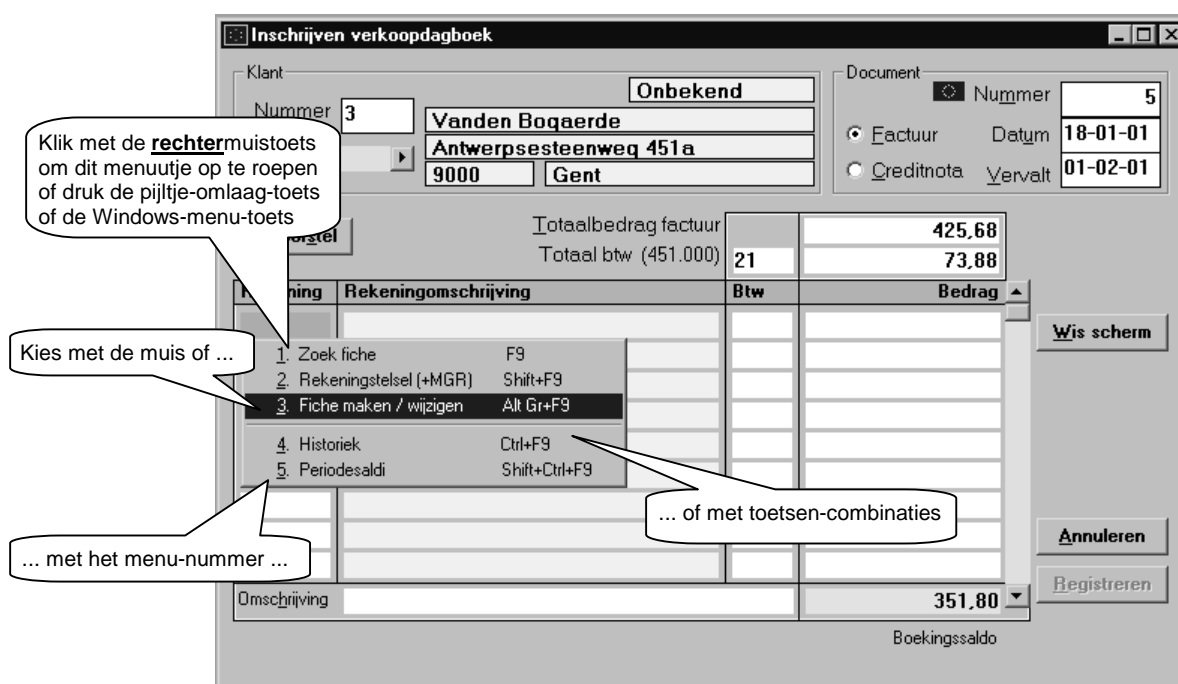 Inschrijven verkoopdagboek
Klant
Onbekend
Nummer 3
Vanden Bogaerde
Antwerpsesteenweg 451a
9000 Gent
Document
Nummer 5
Factuur
Datum 18-01-01
Creditnota
Vervalt 01-02-01
Klik met de rechtermuistoets
om dit menuutje op te roepen
of druk de pijltje-omlaag-toets
of de Windows-menu-toets
Totaalbedrag factuur 425,68
Totaal btw (451.000) 21 73,88
Rekeningomschrijving Btw Bedrag
Wis scherm
Kies met de muis of ...
1. Zoek fiche F9
2. Rekeningstelsel (+MGR) Shift+F9
3. Fiche maken / wijzigen Alt Gr+F9
4. Historiek Ctrl+F9
5. Periodesaldi Shift+Ctrl+F9
... of met toetsen-combinaties
... met het menu-nummer ...
Annuleren
Registreren
Omschrijving 351,80
Boekingssaldo